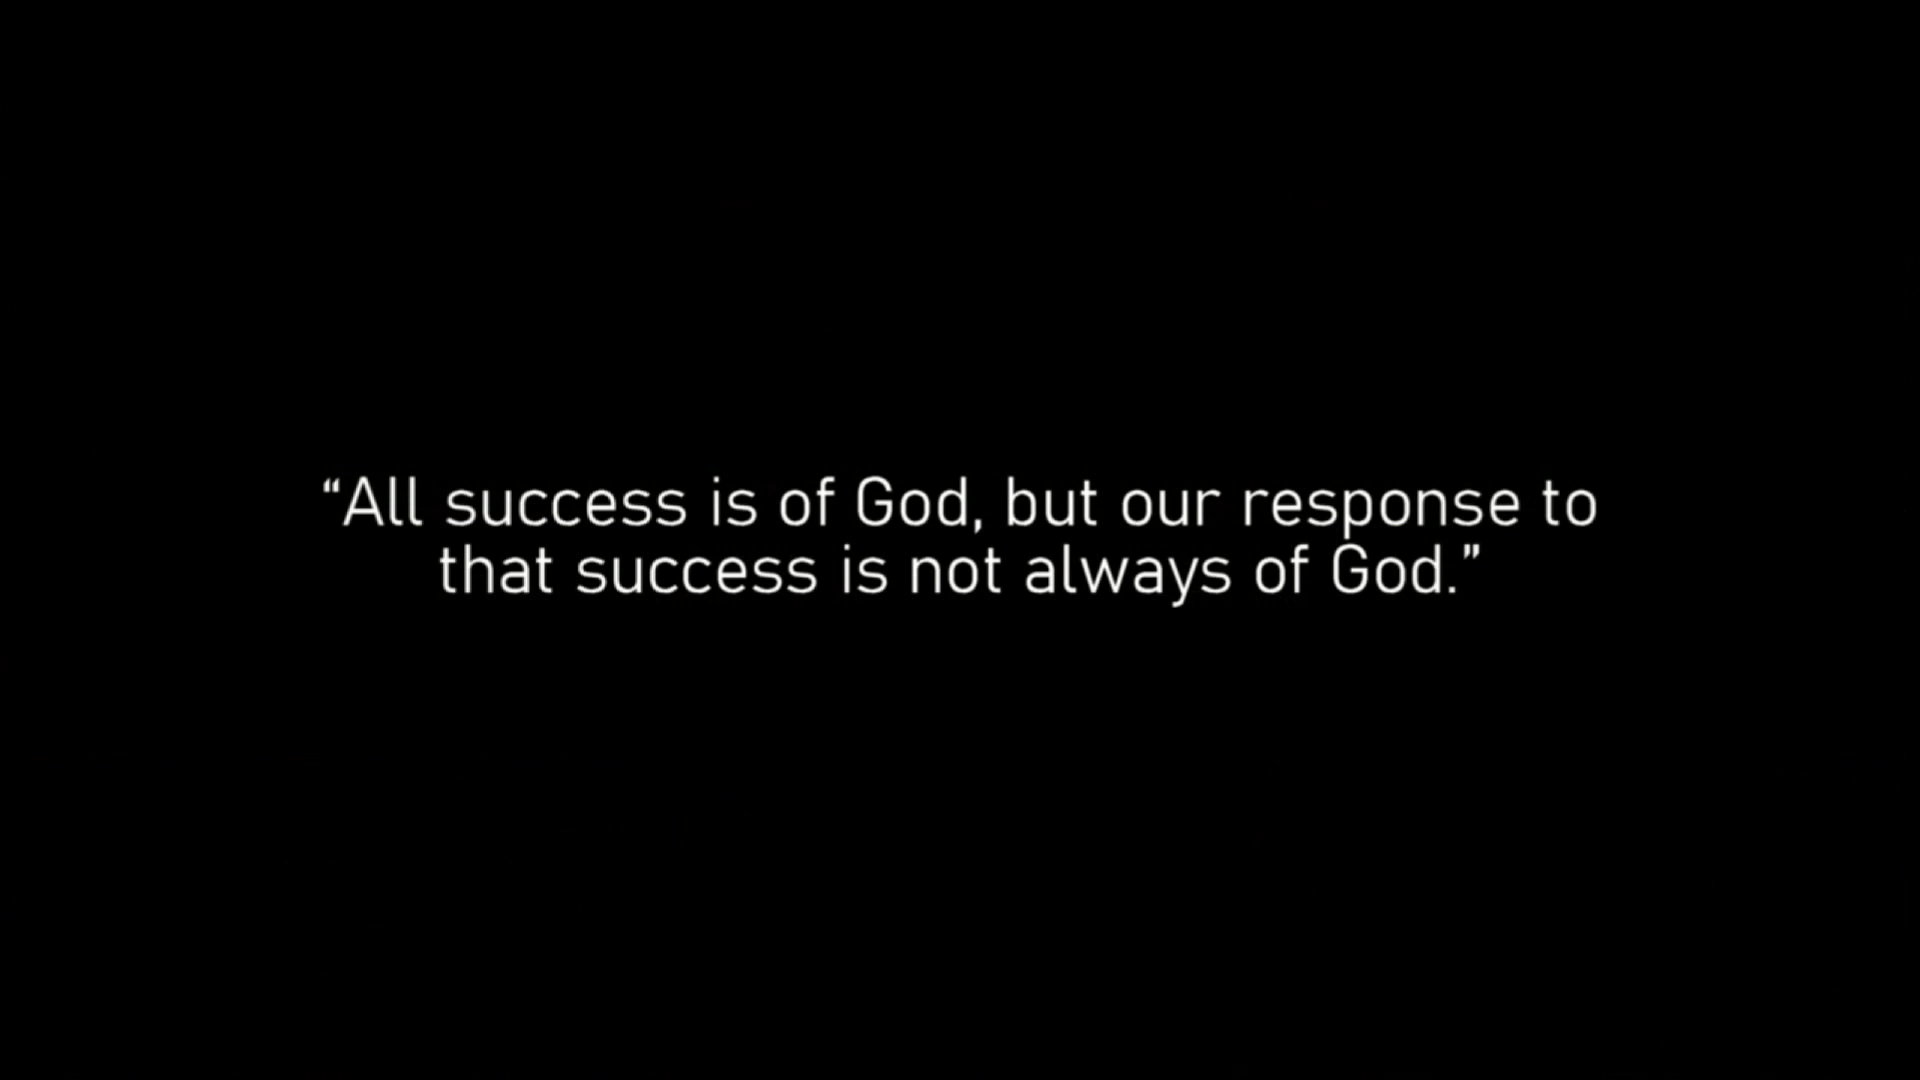 “All success is of God, but our response to
that success is not always of God.”